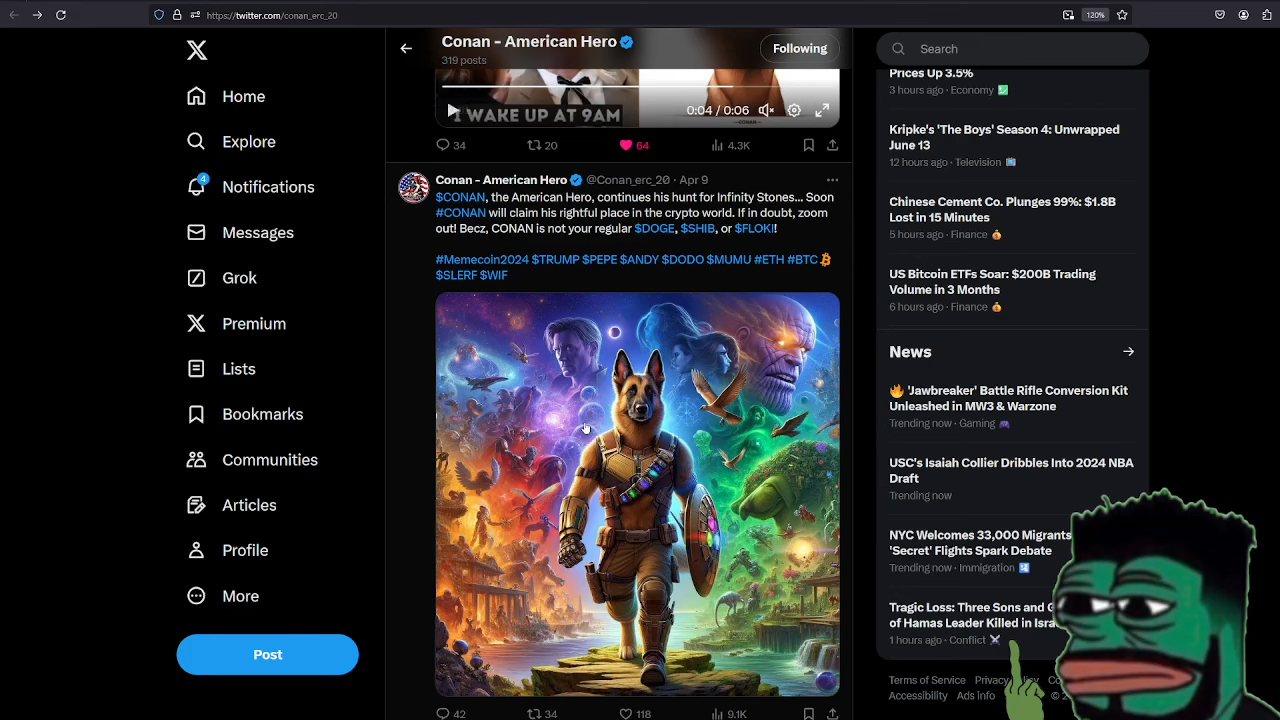 https://twitter.com/conan_erc_20
120%
Home
Explore
4
Notifications
Messages
Grok
Premium
Lists
Bookmarks
Communities
Articles
Profile
More
Post
Conan - American Hero
319 posts
Following
I WAKE UP AT 9AM
0:04 / 0:06
CONAN
34 20 64 4.3K
Conan - American Hero @Conan_erc_20 · Apr 9
$CONAN, the American Hero, continues his hunt for Infinity Stones... Soon
#CONAN will claim his rightful place in the crypto world. If in doubt, zoom
out! Becz, CONAN is not your regular $DOGE, $SHIB, or $FLOKI!
#Memecoin2024 $TRUMP $PEPE $ANDY $DODO $MUMU #ETH #BTC
$SLERF $WIF
42 34 118 9.1K
Search
Prices Up 3.5%
3 hours ago · Economy
Kripke's 'The Boys' Season 4: Unwrapped
June 13
12 hours ago · Television
Chinese Cement Co. Plunges 99%: $1.8B
Lost in 15 Minutes
5 hours ago · Finance
US Bitcoin ETFs Soar: $200B Trading
Volume in 3 Months
6 hours ago · Finance
News
'Jawbreaker' Battle Rifle Conversion Kit
Unleashed in MW3 & Warzone
Trending now · Gaming
USC's Isaiah Collier Dribbles Into 2024 NBA
Draft
Trending now
NYC Welcomes 33,000 Migrants
'Secret' Flights Spark Debate
Trending now · Immigration
Tragic Loss: Three Sons and
of Hamas Leader Killed in
1 hours ago · Conflict
Terms of Service
Accessibility Ads info © 2